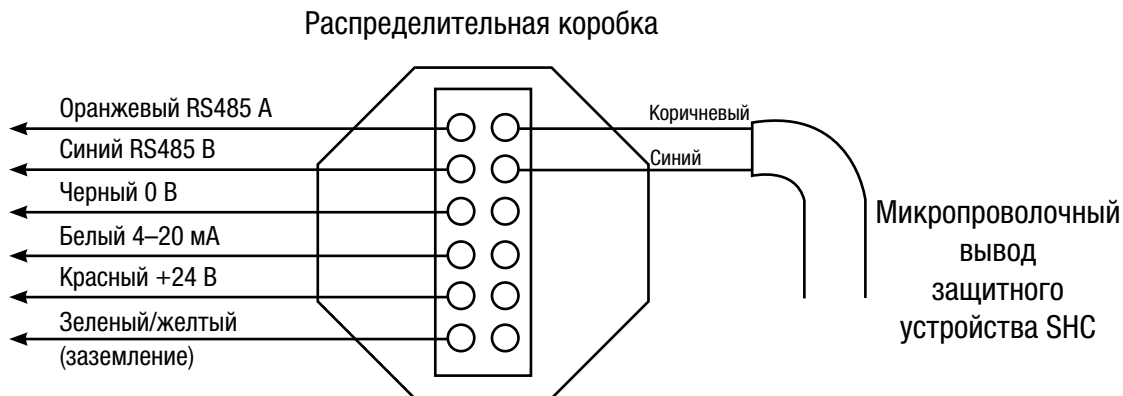 Распределительная коробка
Оранжевый RS485 A
Синий RS485 B
Черный 0 В
Белый 4–20 мА
Красный +24 В
Зеленый/желтый
(заземление)
Коричневый
Синий
Микропроволочный
вывод
защитного
устройства SHC